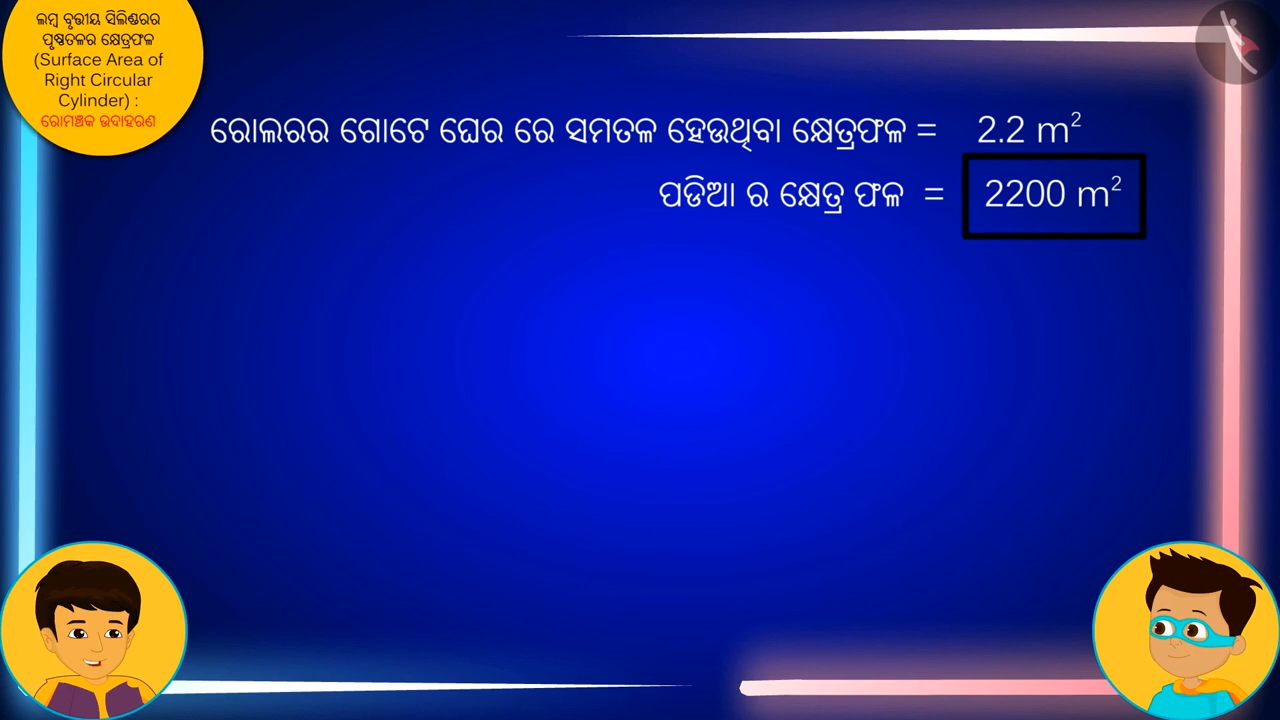 ଲମ୍ବ ବୃତ୍ତୀୟ ସିଲିଣ୍ଡରର
ପୃଷ୍ଠତଳର କ୍ଷେତ୍ରଫଳ
(Surface Area of
Right Circular
Cylinder) :
ରୋମାଞ୍ଚକ ଉଦାହରଣ
ରୋଲରର ଗୋଟେ ଘେର ରେ ସମତଳ ହେଉଥିବା କ୍ଷେତ୍ରଫଳ = 2.2 m²
ପଡିଆ ର କ୍ଷେତ୍ର ଫଳ = 2200 m²